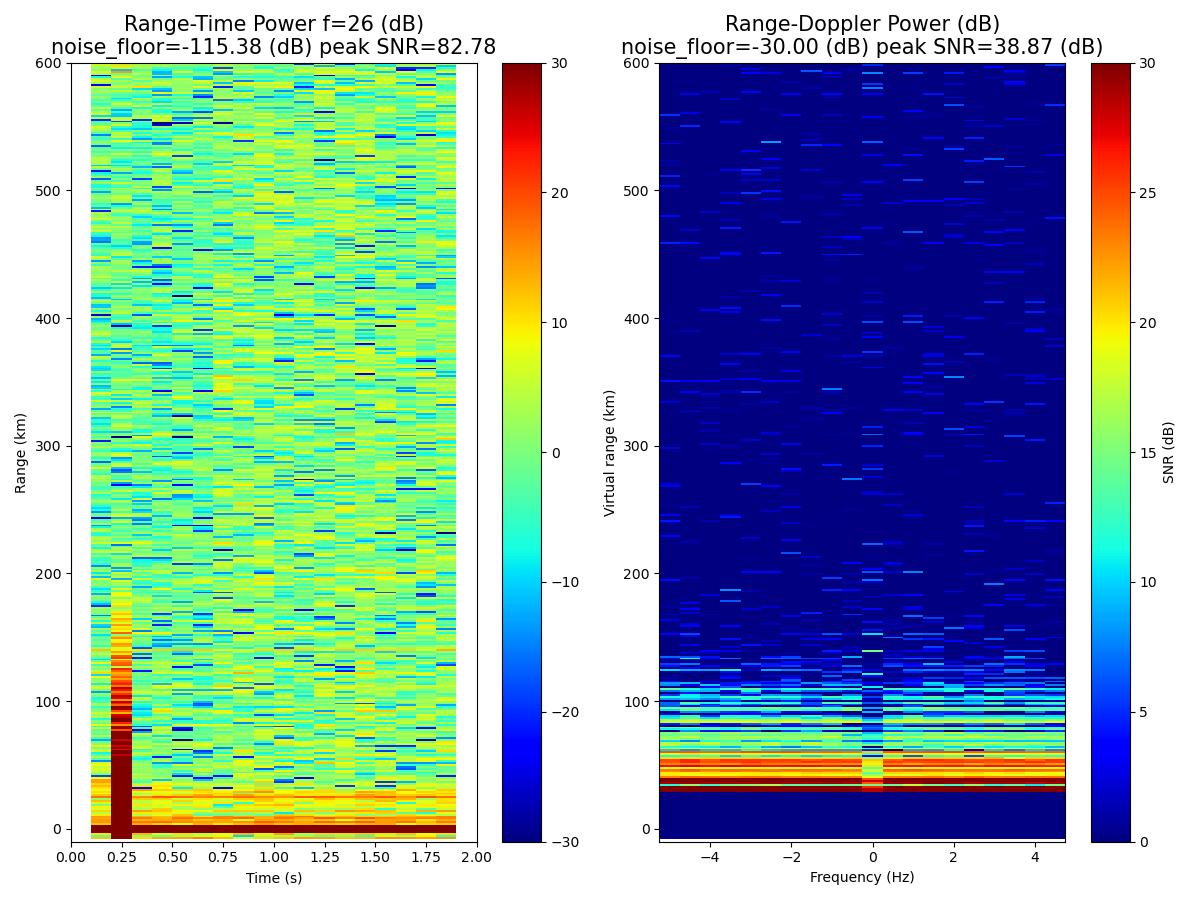 Range-Time Power f=26 (dB)
noise_floor=-115.38 (dB) peak SNR=82.78
Range-Doppler Power (dB)
noise_floor=-30.00 (dB) peak SNR=38.87 (dB)
600
500
400
300
200
100
0
Range (km)
0.00 0.25 0.50 0.75 1.00 1.25 1.50 1.75 2.00
Time (s)
30
20
10
0
−10
−20
−30
600
500
400
300
200
100
0
Virtual range (km)
−4 −2 0 2 4
Frequency (Hz)
30
25
20
15
10
5
0
SNR (dB)